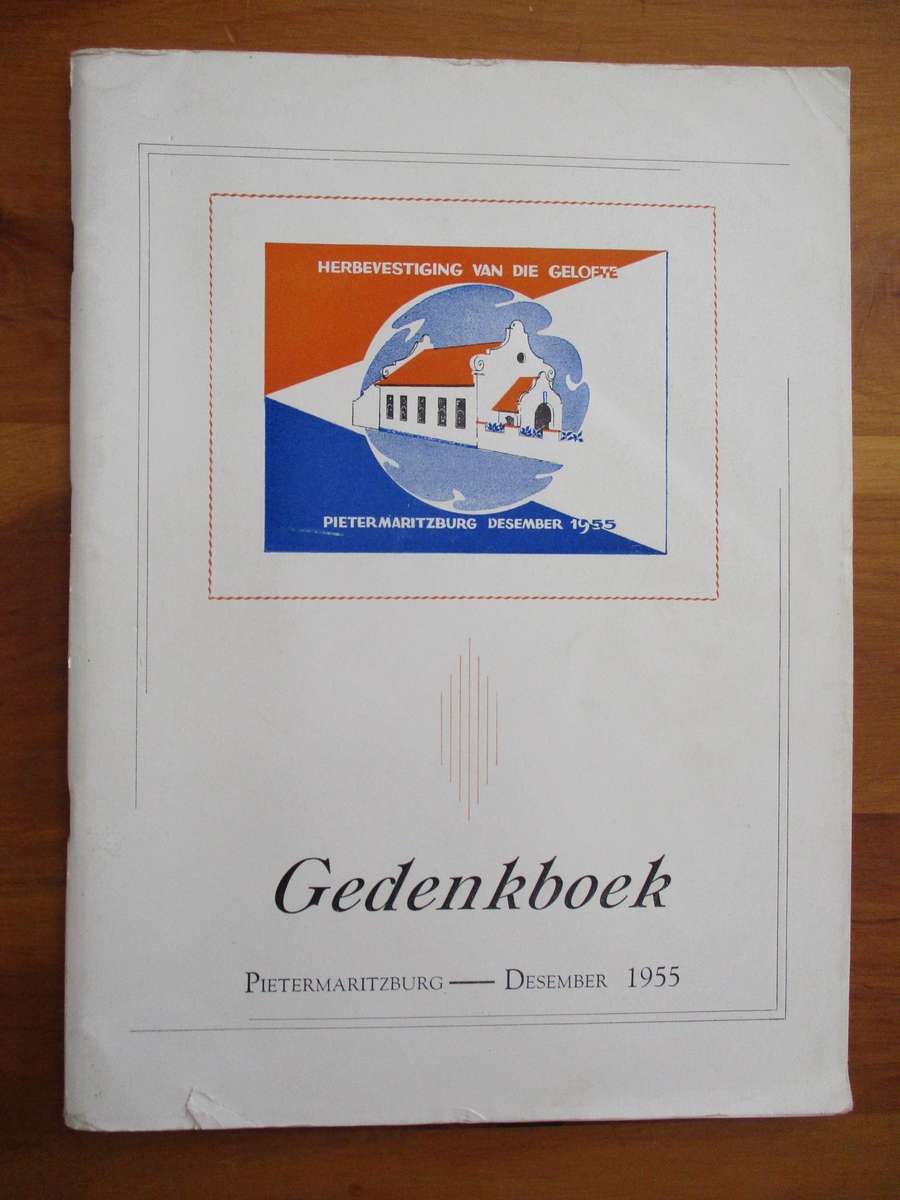 HERBEVESTIGING VAN DIE GELOFTE
PIETERMARITZBURG DESEMBER 1955
Gedenkboek
PIETERMARITZBURG — DESEMBER 1955